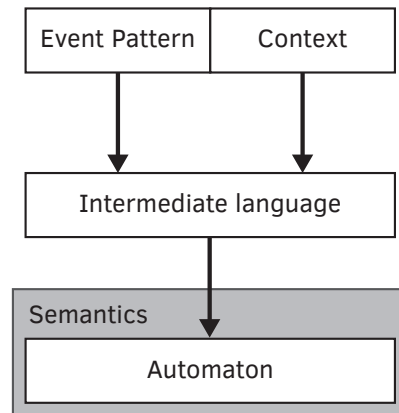 Event Pattern
Context
Intermediate language
Semantics
Automaton